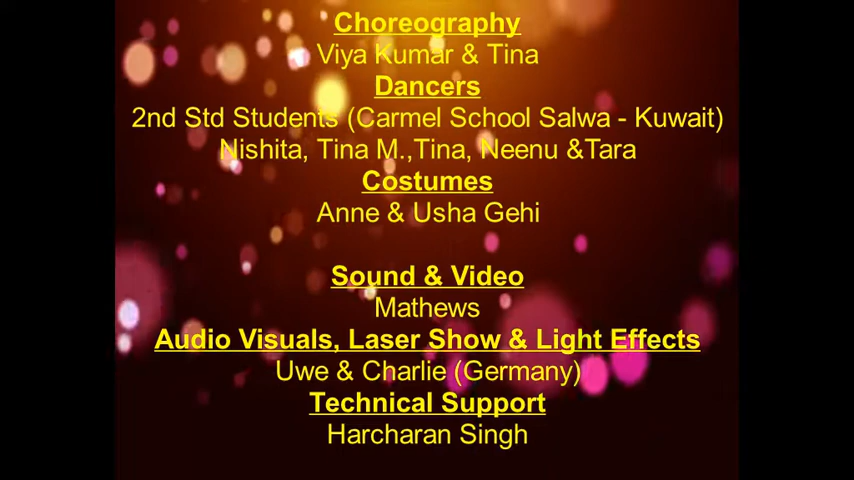 Choreography
Viya Kumar & Tina
Dancers
2nd Std Students (Carmel School Salwa - Kuwait)
Nishita, Tina M.,Tina, Neenu &Tara
Costumes
Anne & Usha Gehi
Sound & Video
Mathews
Audio Visuals, Laser Show & Light Effects
Uwe & Charlie (Germany)
Technical Support
Harcharan Singh